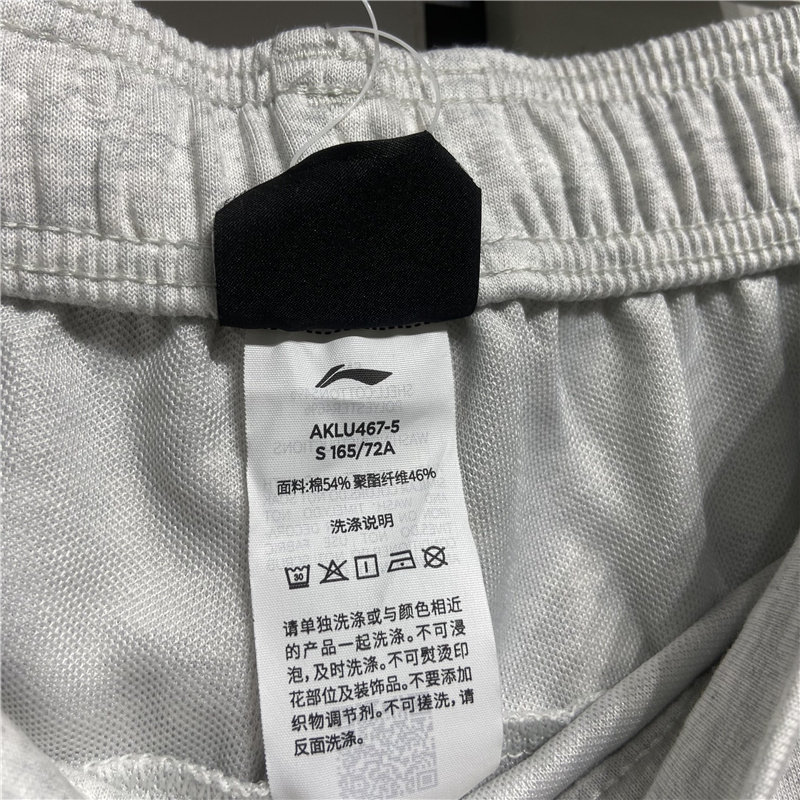 AKLU467-5
S 165/72A
面料:棉54% 聚酯纤维46%
洗涤说明
30
请单独洗涤或与颜色相近
的产品一起洗涤。不可浸
泡,及时洗涤。不可熨烫印
花部位及装饰品。不要添加
织物调节剂。不可搓洗,请
反面洗涤。